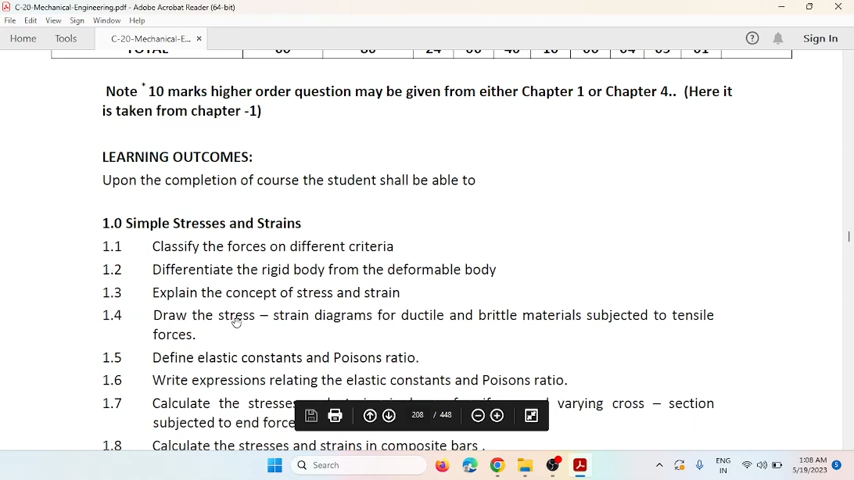 C-20-Mechanical-Engineering.pdf - Adobe Acrobat Reader (64-bit)
File Edit View Sign Window Help
Home Tools C-20-Mechanical-E... × Sign In
TOTAL 60 80 24
Note * 10 marks higher order question may be given from either Chapter 1 or Chapter 4.. (Here it
is taken from chapter -1)
LEARNING OUTCOMES:
Upon the completion of course the student shall be able to
1.0 Simple Stresses and Strains
1.1 Classify the forces on different criteria
1.2 Differentiate the rigid body from the deformable body
1.3 Explain the concept of stress and strain
1.4 Draw the stress – strain diagrams for ductile and brittle materials subjected to tensile
forces.
1.5 Define elastic constants and Poisons ratio.
1.6 Write expressions relating the elastic constants and Poisons ratio.
1.7 Calculate the stresses varying cross – section
subjected to end force
208 / 448
1.8 Calculate the stresses and strains in composite bars .
Search
ENG
IN
1:08 AM
5/19/2023
5